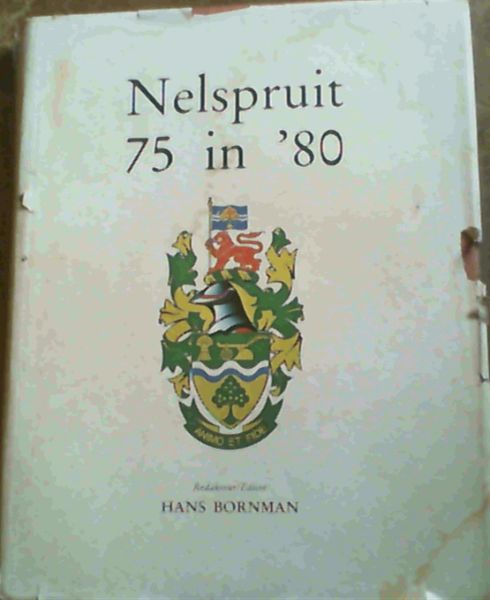 Nelspruit
75 in '80
ANIMO ET FIDE
Redakteur/Editor
HANS BORNMAN